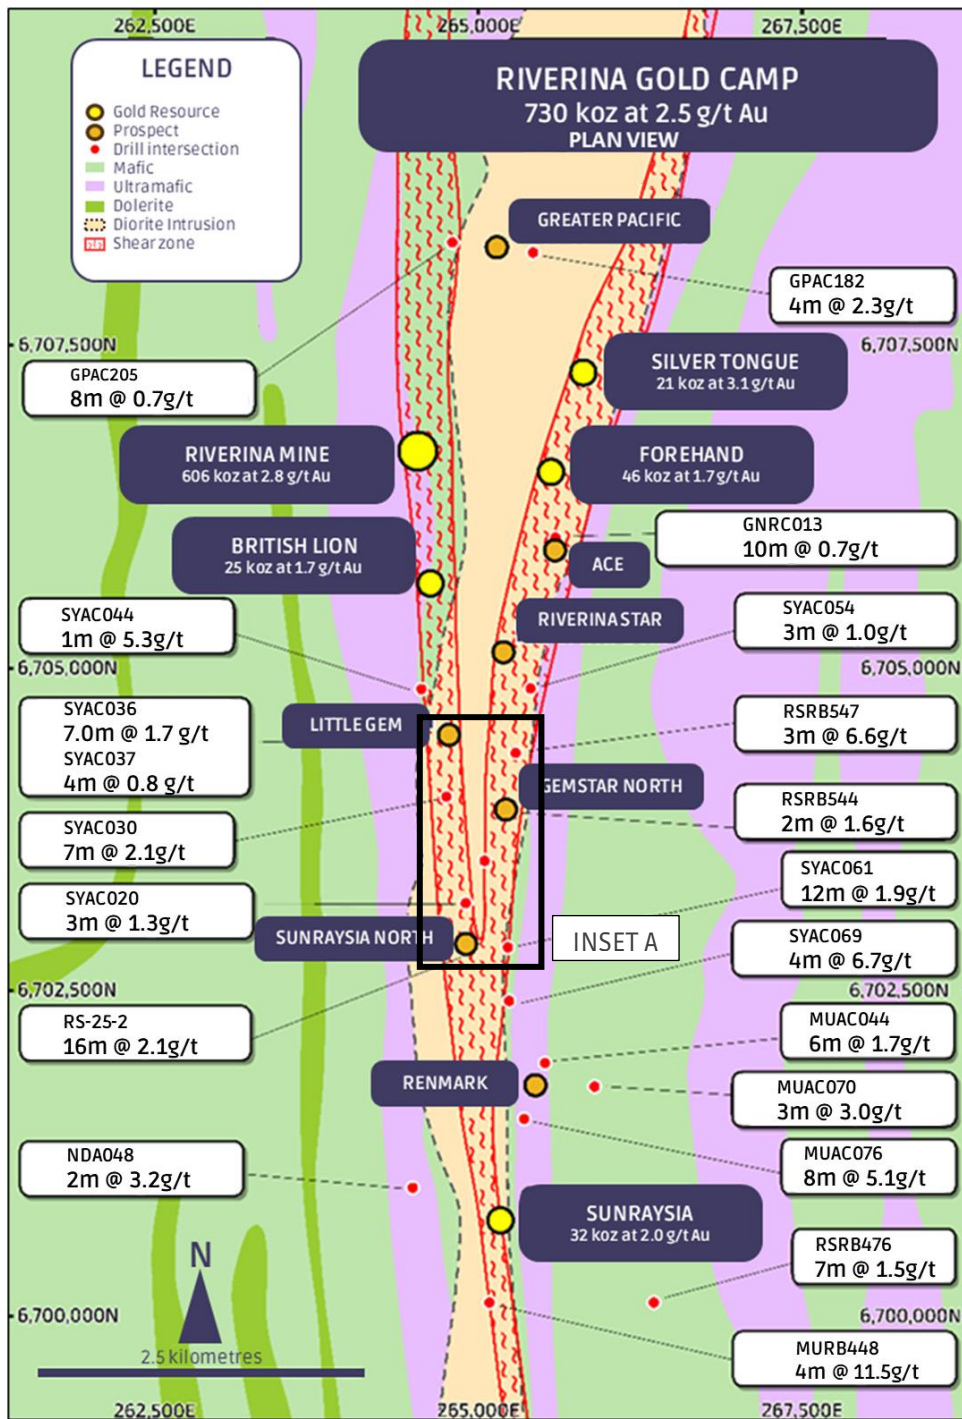 262,500E 265,000E 267,500E
LEGEND
Gold Resource
Prospect
Drill intersection
Mafic
Ultramafic
Dolerite
Diorite Intrusion
Shear zone
RIVERINA GOLD CAMP
730 koz at 2.5 g/t Au
PLAN VIEW
GREATER PACIFIC
GPAC182
4m @ 2.3g/t
6,707,500N 6,707,500N
GPAC205
8m @ 0.7g/t
SILVER TONGUE
21 koz at 3.1 g/t Au
RIVERINA MINE
606 koz at 2.8 g/t Au
FOREHAND
46 koz at 1.7 g/t Au
GNRC013
10m @ 0.7g/t
BRITISH LION
25 koz at 1.7 g/t Au
ACE
SYAC044
1m @ 5.3g/t
RIVERINA STAR
SYAC054
3m @ 1.0g/t
6,705,000N 6,705,000N
SYAC036
7.0m @ 1.7 g/t
SYAC037
4m @ 0.8 g/t
LITTLE GEM
RSRB547
3m @ 6.6g/t
GEMSTAR NORTH
RSRB544
2m @ 1.6g/t
SYAC030
7m @ 2.1g/t
SYAC061
12m @ 1.9g/t
SYAC020
3m @ 1.3g/t
SUNRAYSIA NORTH
INSET A
SYAC069
4m @ 6.7g/t
6,702,500N 6,702,500N
RS-25-2
16m @ 2.1g/t
MUAC044
6m @ 1.7g/t
RENMARK
MUAC070
3m @ 3.0g/t
NDA048
2m @ 3.2g/t
MUAC076
8m @ 5.1g/t
SUNRAYSIA
32 koz at 2.0 g/t Au
RSRB476
7m @ 1.5g/t
N
6,700,000N 6,700,000N
2.5 kilometres
MURB448
4m @ 11.5g/t
262,500E 265,000E 267,500E